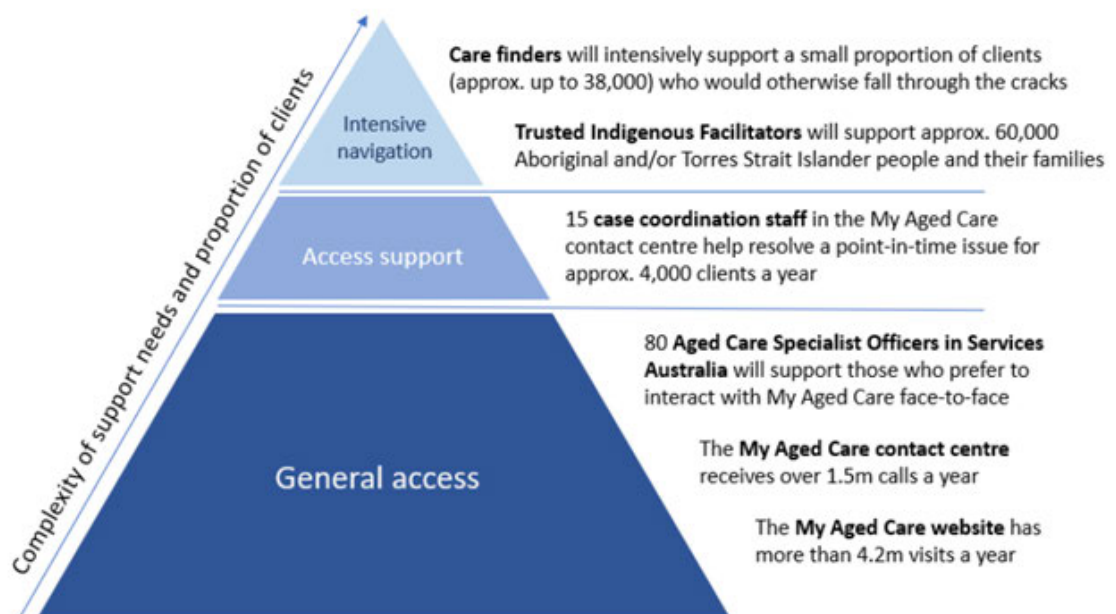 Complexity of support needs and proportion of clients
Intensive
navigation
Care finders will intensively support a small proportion of clients
(approx. up to 38,000) who would otherwise fall through the cracks
Trusted Indigenous Facilitators will support approx. 60,000
Aboriginal and/or Torres Strait Islander people and their families
Access support
15 case coordination staff in the My Aged Care
contact centre help resolve a point-in-time issue for
approx. 4,000 clients a year
General access
80 Aged Care Specialist Officers in Services
Australia will support those who prefer to
interact with My Aged Care face-to-face
The My Aged Care contact centre
receives over 1.5m calls a year
The My Aged Care website has
more than 4.2m visits a year